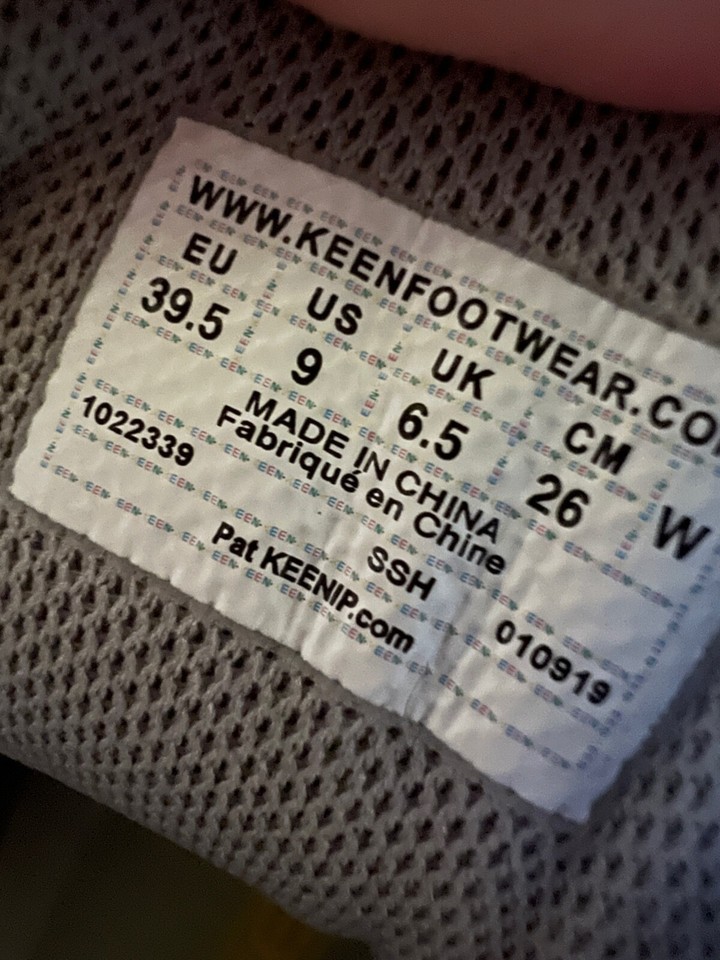 WWW.KEENFOOTWEAR.CO
EU US UK CM
39.5 9 6.5 26 W
MADE IN CHINA
1022339 Fabriqué en Chine
SSH 010919
Pat KEENIP.com